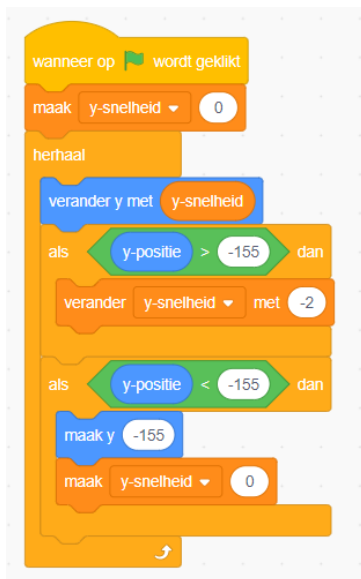 wanneer op wordt geklikt
maak y-snelheid 0
herhaal
verander y met y-snelheid
als y-positie > -155 dan
verander y-snelheid met -2
als y-positie < -155 dan
maak y -155
maak y-snelheid 0